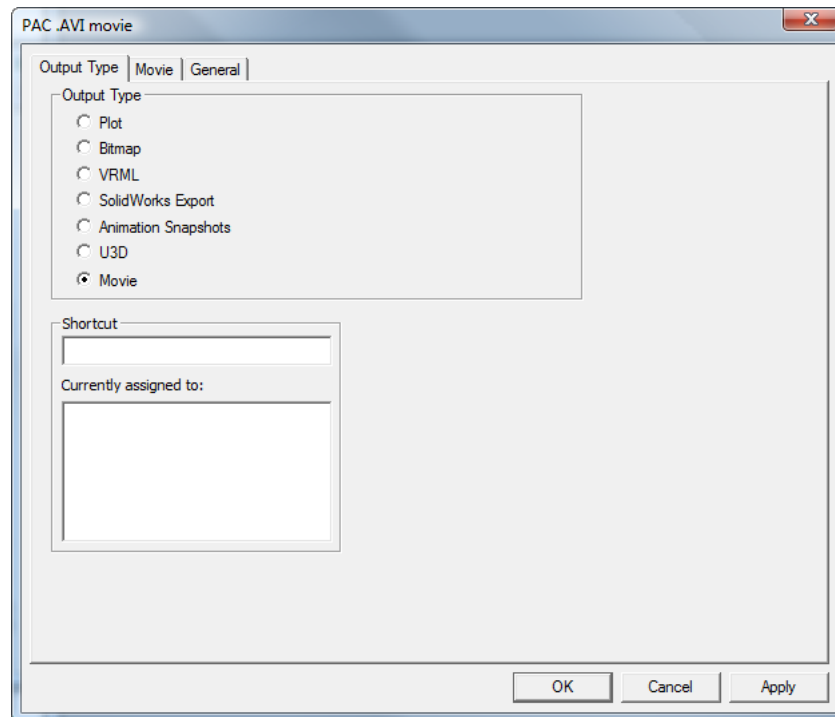 PAC .AVI movie
Output Type Movie General
Output Type
Plot
Bitmap
VRML
SolidWorks Export
Animation Snapshots
U3D
Movie
Shortcut
Currently assigned to:
OK Cancel Apply